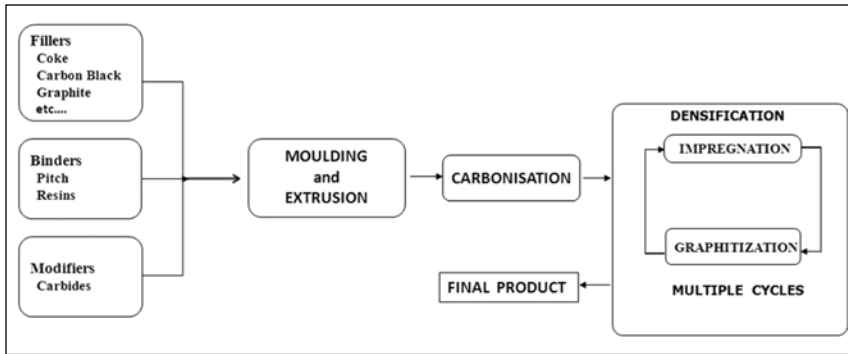 Fillers
Coke
Carbon Black
Graphite
etc....
Binders
Pitch
Resins
Modifiers
Carbides
MOULDING
and
EXTRUSION
CARBONISATION
DENSIFICATION
IMPREGNATION
GRAPHITIZATION
MULTIPLE CYCLES
FINAL PRODUCT